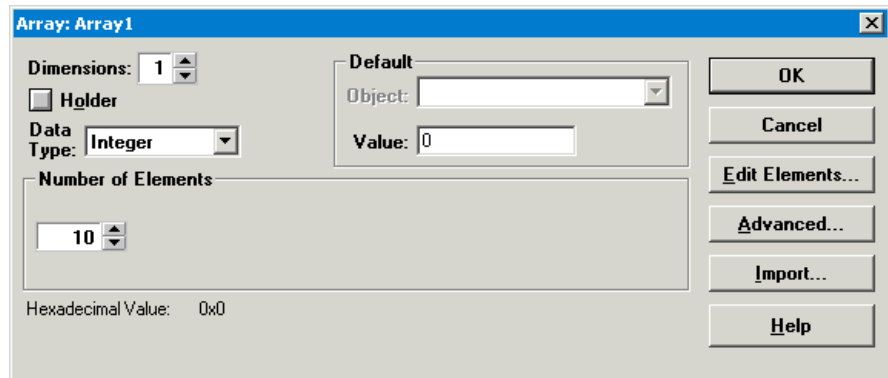 Array: Array1
Dimensions: 1
Holder
Data
Type: Integer
Default
Object:
Value: 0
Number of Elements
10
Hexadecimal Value: 0x0
OK
Cancel
Edit Elements...
Advanced...
Import...
Help